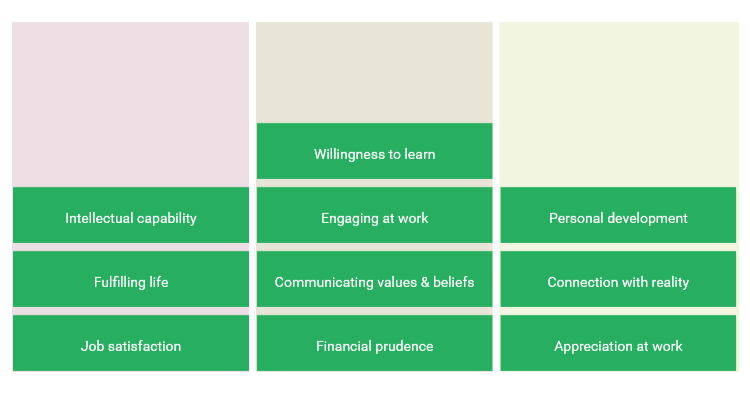 Willingness to learn
Intellectual capability
Engaging at work
Personal development
Fulfilling life
Communicating values & beliefs
Connection with reality
Job satisfaction
Financial prudence
Appreciation at work